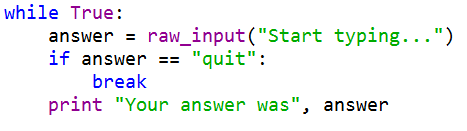 while True:
    answer = raw_input("Start typing...")
    if answer == "quit":
        break
    print "Your answer was", answer